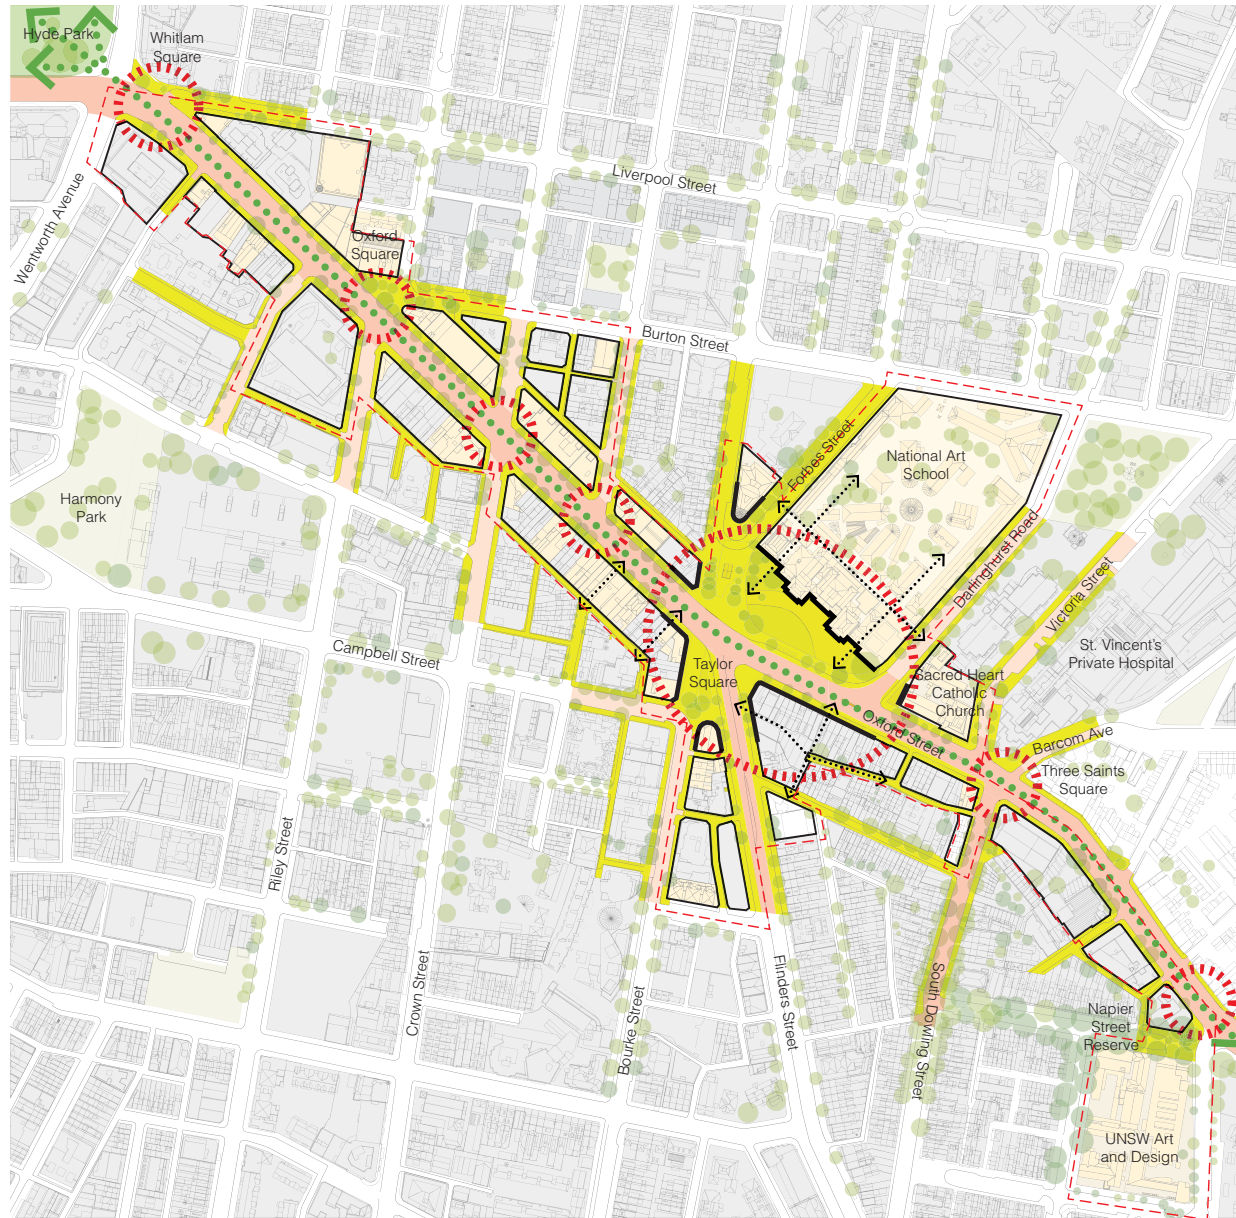 Hyde Park
Whitlam
Square
Liverpool Street
Wentworth Avenue
Oxford
Square
Burton Street
Forbes Street
National Art
School
Harmony
Park
Darlinghurst Road
Victoria Street
St. Vincent's
Private Hospital
Campbell Street
Taylor
Square
Sacred Heart
Catholic
Church
Oxford Street
Barcom Ave
Three Saints
Square
Riley Street
Crown Street
Bourke Street
Flinders Street
South Dowling Street
Napier
Street
Reserve
UNSW Art
and Design